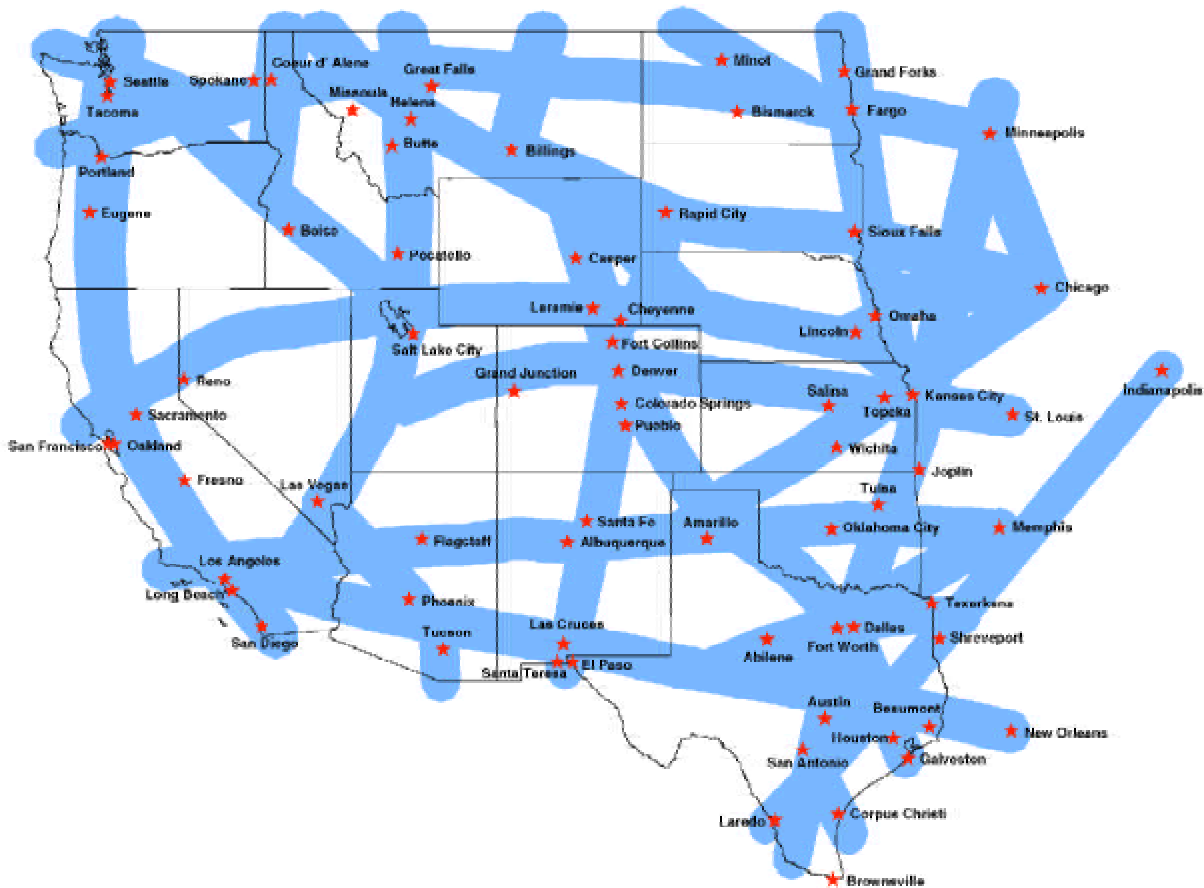 Seattle
Tacoma
Spokane
Coeur d' Alene
Great Falls
Missoula
Helena
Butte
Billings
Minot
Bismarck
Grand Forks
Fargo
Minneapolis
Portland
Eugene
Boise
Pocatello
Rapid City
Sioux Falls
Casper
Chicago
Laramie
Cheyenne
Lincoln
Omaha
Salt Lake City
Fort Collins
Grand Junction
Denver
Salina
Topeka
Kansas City
Indianapolis
Reno
Sacramento
Colorado Springs
Pueblo
St. Louis
San Francisco
Oakland
Wichita
Joplin
Fresno
Las Vegas
Tulsa
Santa Fe
Amarillo
Oklahoma City
Memphis
Flagstaff
Albuquerque
Los Angeles
Long Beach
Phoenix
Texarkana
San Diego
Tucson
Las Cruces
Dallas
Fort Worth
Shreveport
Abilene
Santa Teresa
El Paso
Austin
Beaumont
Houston
New Orleans
San Antonio
Galveston
Laredo
Corpus Christi
Brownsville